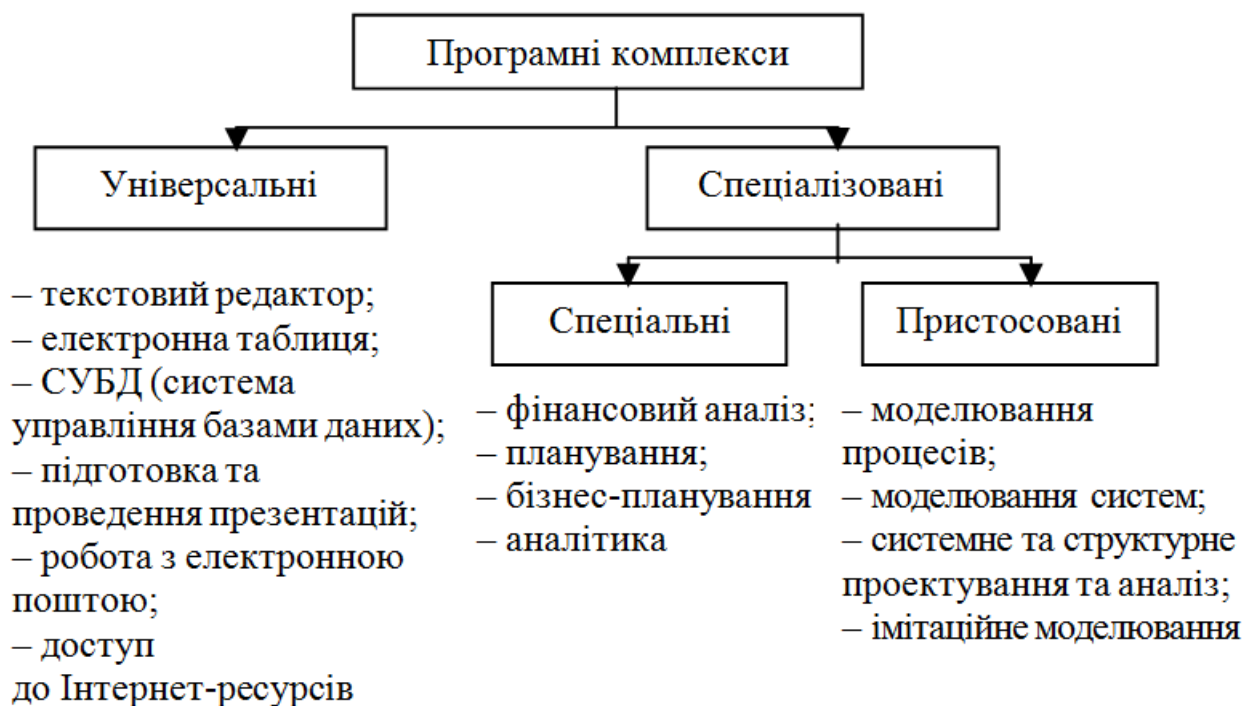 Програмні комплекси
Універсальні
Спеціалізовані
– текстовий редактор;
– електронна таблиця;
– СУБД (система
управління базами даних);
– підготовка та
проведення презентацій;
– робота з електронною
поштою;
– доступ
до Інтернет-ресурсів
Спеціальні
Пристосовані
– фінансовий аналіз;
– планування;
– бізнес-планування
– аналітика
– моделювання
процесів;
– моделювання систем;
– системне та структурне
проектування та аналіз;
– імітаційне моделювання